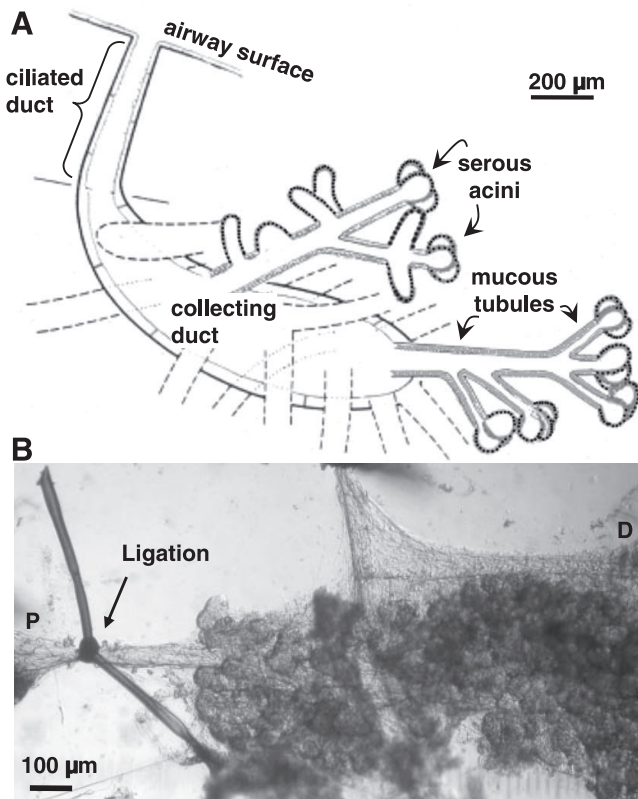 A
airway surface
ciliated
duct
200 µm
serous
acini
mucous
tubules
collecting
duct
B
Ligation
D
P
100 µm